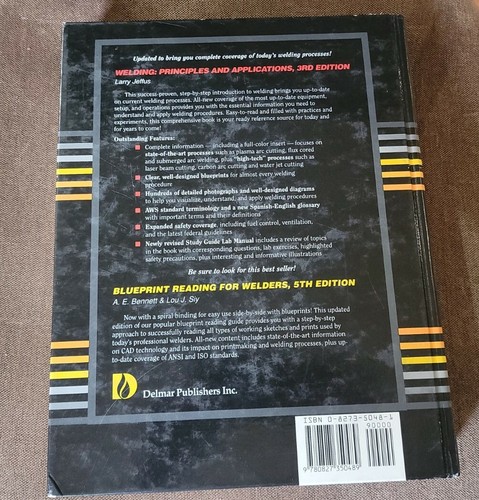 Updated to bring you complete coverage of today's welding processes!
WELDING: PRINCIPLES AND APPLICATIONS, 3RD EDITION
Larry Jeffus
This success-proven, step-by-step introduction to welding brings you up-to-date
on current welding processes. All-new coverage of the most up-to-date equipment,
setup, and operations provides you with the essential information you need to
understand and apply welding procedures. Easy-to-read and filled with practices and
experiments, this comprehensive book is your ready reference source for today and
for years to come!
Outstanding Features:
Complete information — including a full-color insert — focuses on
state-of-the-art processes such as plasma arc cutting, flux cored
and submerged arc welding, plus "high-tech" processes such as
laser beam cutting, carbon arc cutting and water jet cutting
Clear, well-designed blueprints for almost every welding
procedure
Hundreds of detailed photographs and well-designed diagrams
to help you visualize, understand, and apply welding procedures
AWS standard terminology and a new Spanish-English glossary
with important terms and their definitions
Expanded safety coverage, including fuel control, ventilation,
and the latest federal guidelines
Newly revised Study Guide/Lab Manual includes a review of topics
in the book with corresponding questions, lab exercises, highlighted
safety precautions, plus interesting and informative illustrations
Be sure to look for this best seller!
BLUEPRINT READING FOR WELDERS, 5TH EDITION
A. E. Bennett & Lou J. Siy
Now with a spiral binding for easy use side-by-side with blueprints! This updated
edition of our popular blueprint reading guide provides you with a step-by-step
approach to successfully reading all types of working sketches and prints used by
today's professional welders. All-new content includes state-of-the-art information
on CAD technology and its impact on printmaking and welding processes, plus up-
to-date coverage of ANSI and ISO standards.
Delmar Publishers Inc.
ISBN 0-8273-5048-1
90000
9 780827 350489